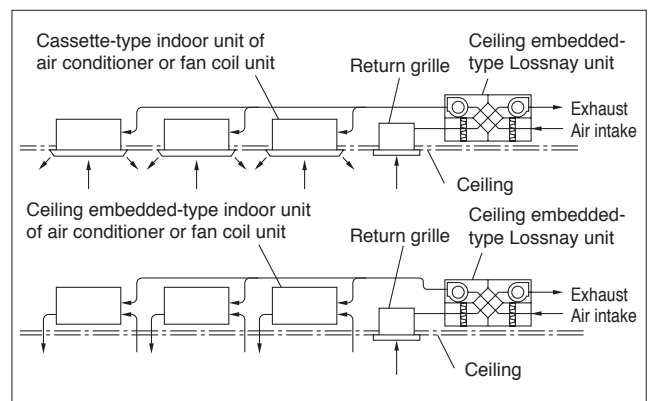 Cassette-type indoor unit of
air conditioner or fan coil unit
Return grille
Ceiling embedded-
type Lossnay unit
Exhaust
Air intake
Ceiling
Ceiling embedded-type indoor unit
of air conditioner or fan coil unit
Return grille
Ceiling embedded-
type Lossnay unit
Exhaust
Air intake
Ceiling